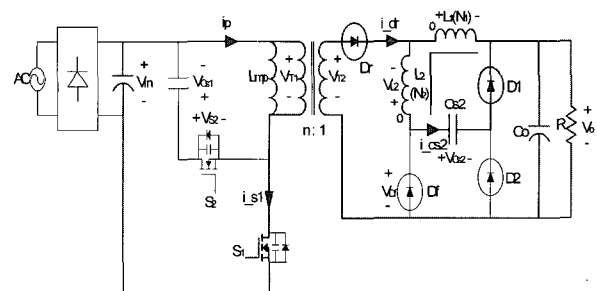 +L1(N1) -
ip
i_dr
o
Dr
AC
+
Vin
-
-
Vcs1
+
Lmp
+
VT1
-
+
VT2
-
-
VL2
+
L2
(N2)
o
Cs2
D1
+VS2-
n: 1
i_cs2
+Vcs2-
Co
R
+
Vo
-
S2
i_s1
+
Vdf
-
Df
D2
S1